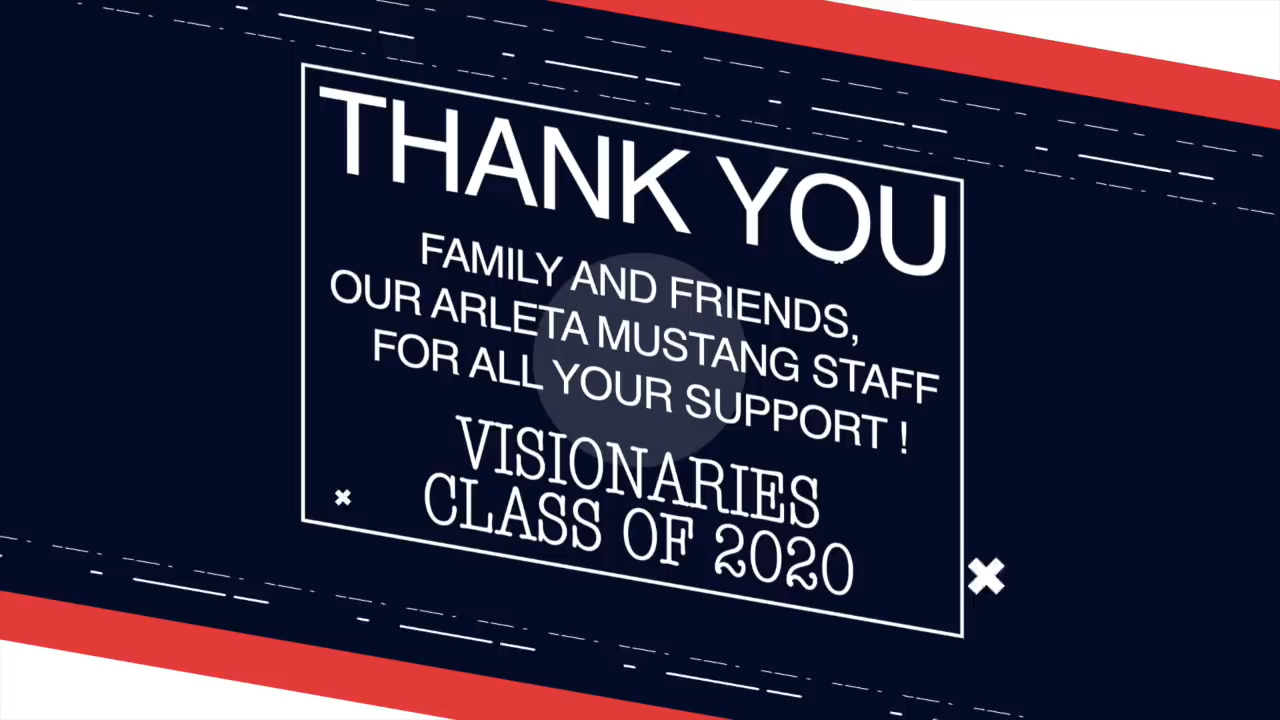 THANK YOU
FAMILY AND FRIENDS,
OUR ARLETA MUSTANG STAFF
FOR ALL YOUR SUPPORT !
VISIONARIES
CLASS OF 2020